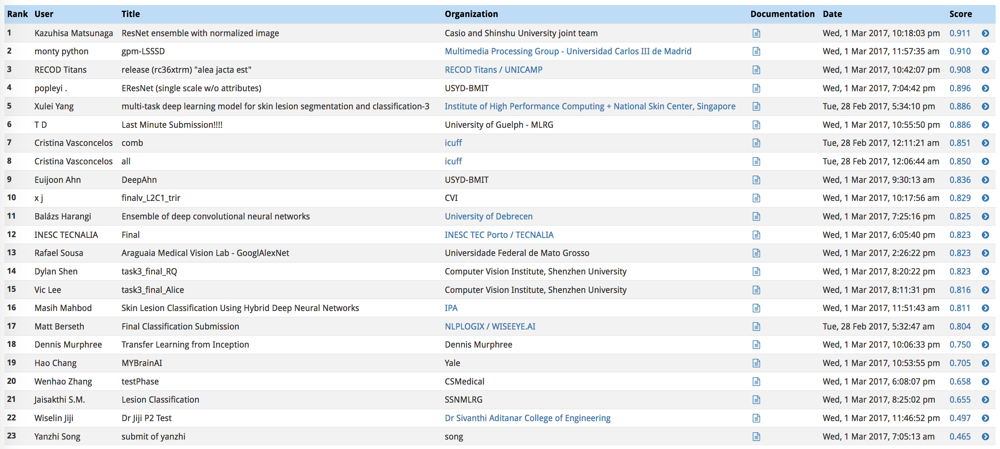 Rank User Title Organization Documentation Date Score
1 Kazuhisa Matsunaga ResNet ensemble with normalized image Casio and Shinshu University joint team Wed, 1 Mar 2017, 10:18:03 pm 0.911
2 monty python gpm-LSSSD Multimedia Processing Group - Universidad Carlos III de Madrid Wed, 1 Mar 2017, 11:57:35 am 0.910
3 RECOD Titans release (rc36xtrm) "alea jacta est" RECOD Titans / UNICAMP Wed, 1 Mar 2017, 10:42:07 pm 0.908
4 popleyi . EResNet (single scale w/o attributes) USYD-BMIT Wed, 1 Mar 2017, 7:04:42 pm 0.896
5 Xulei Yang multi-task deep learning model for skin lesion segmentation and classification-3 Institute of High Performance Computing + National Skin Center, Singapore Tue, 28 Feb 2017, 5:34:10 pm 0.886
6 T D Last Minute Submission!!!! University of Guelph - MLRG Wed, 1 Mar 2017, 10:55:50 pm 0.886
7 Cristina Vasconcelos comb icuff Tue, 28 Feb 2017, 12:11:21 am 0.851
8 Cristina Vasconcelos all icuff Tue, 28 Feb 2017, 12:06:44 am 0.850
9 Euijoon Ahn DeepAhn USYD-BMIT Wed, 1 Mar 2017, 9:30:13 am 0.836
10 x j finalv_L2C1_trir CVI Wed, 1 Mar 2017, 10:17:56 am 0.829
11 Balázs Harangi Ensemble of deep convolutional neural networks University of Debrecen Wed, 1 Mar 2017, 7:25:16 pm 0.825
12 INESC TECNALIA Final INESC TEC Porto / TECNALIA Wed, 1 Mar 2017, 6:05:40 pm 0.823
13 Rafael Sousa Araguaia Medical Vision Lab - GooglAlexNet Universidade Federal de Mato Grosso Wed, 1 Mar 2017, 2:26:22 pm 0.823
14 Dylan Shen task3_final_RQ Computer Vision Institute, Shenzhen University Wed, 1 Mar 2017, 8:20:22 pm 0.823
15 Vic Lee task3_final_Alice Computer Vision Institute, Shenzhen University Wed, 1 Mar 2017, 8:11:31 pm 0.816
16 Masih Mahbod Skin Lesion Classification Using Hybrid Deep Neural Networks IPA Wed, 1 Mar 2017, 11:51:43 am 0.811
17 Matt Berseth Final Classification Submission NLPLOGIX / WISEEYE.AI Tue, 28 Feb 2017, 5:32:47 am 0.804
18 Dennis Murphree Transfer Learning from Inception Dennis Murphree Wed, 1 Mar 2017, 10:06:33 pm 0.750
19 Hao Chang MYBrainAI Yale Wed, 1 Mar 2017, 10:53:55 pm 0.705
20 Wenhao Zhang testPhase CSMedical Wed, 1 Mar 2017, 6:08:07 pm 0.658
21 Jaisakthi S.M. Lesion Classification SSNMLRG Wed, 1 Mar 2017, 8:25:02 pm 0.655
22 Wiselin Jiji Dr Jiji P2 Test Dr Sivanthi Aditanar College of Engineering Wed, 1 Mar 2017, 11:46:52 pm 0.497
23 Yanzhi Song submit of yanzhi song Wed, 1 Mar 2017, 7:05:13 am 0.465